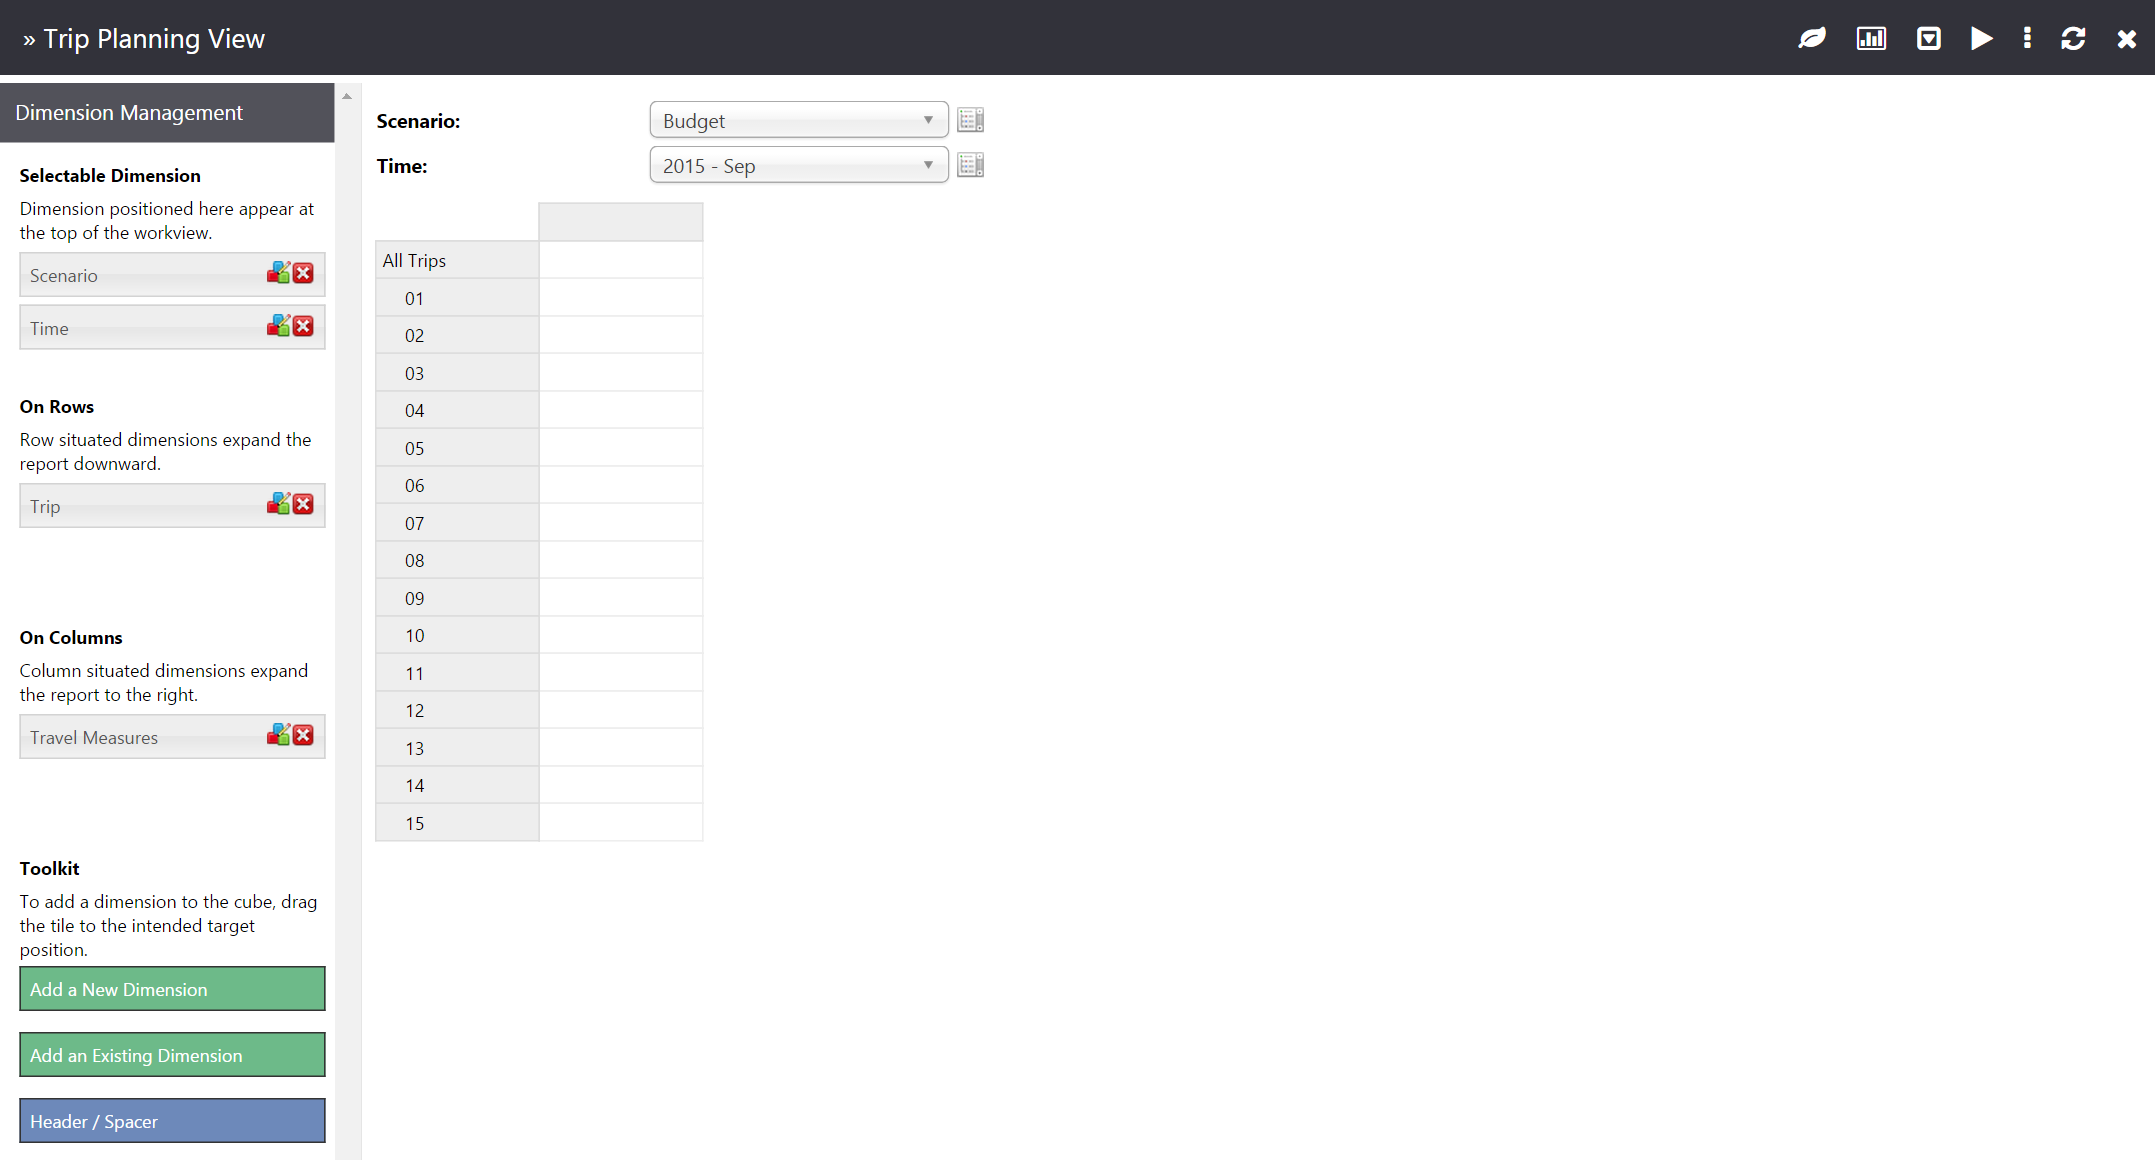 » Trip Planning View
Dimension Management
Selectable Dimension
Dimension positioned here appear at
the top of the workview.
Scenario
Time
On Rows
Row situated dimensions expand the
report downward.
Trip
On Columns
Column situated dimensions expand
the report to the right.
Travel Measures
Toolkit
To add a dimension to the cube, drag
the tile to the intended target
position.
Add a New Dimension
Add an Existing Dimension
Header / Spacer
Scenario: Budget
Time: 2015 - Sep
All Trips
01
02
03
04
05
06
07
08
09
10
11
12
13
14
15